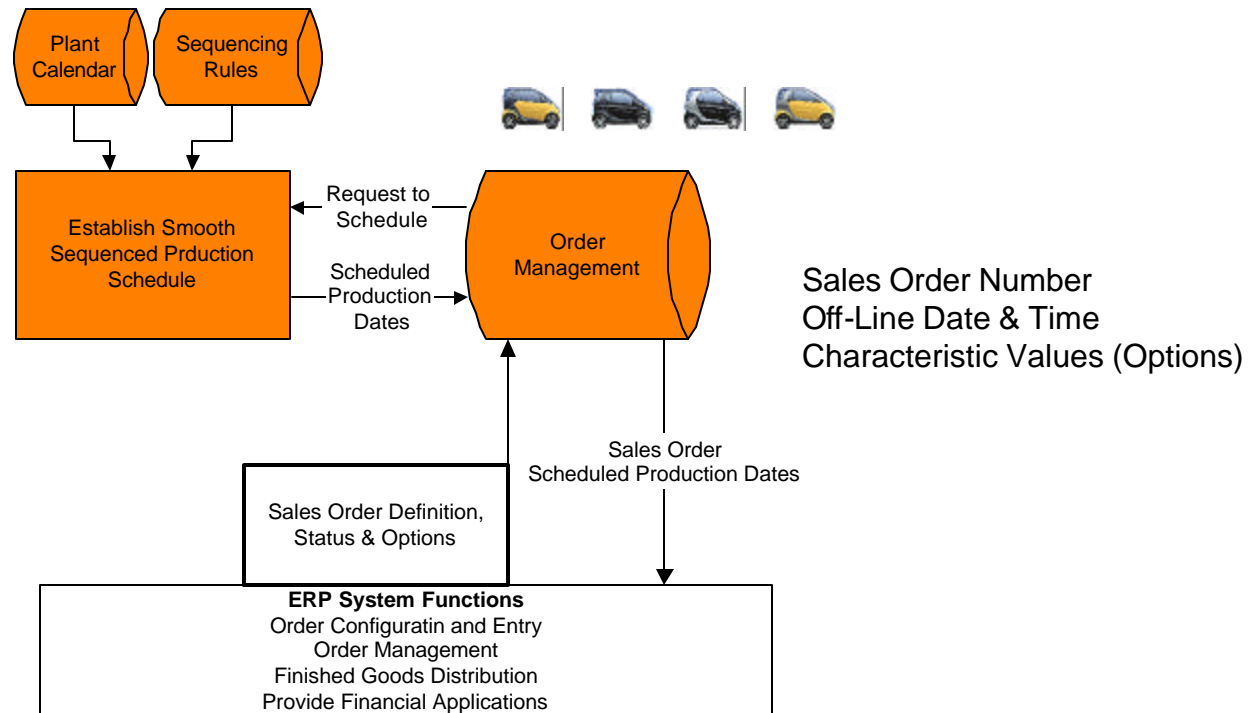 Plant
Calendar
Sequencing
Rules
Establish Smooth
Sequenced Prduction
Schedule
Request to
Schedule
Scheduled
Production
Dates
Order
Management
Sales Order Number
Off-Line Date & Time
Characteristic Values (Options)
Sales Order
Scheduled Production Dates
Sales Order Definition,
Status & Options
ERP System Functions
Order Configuratin and Entry
Order Management
Finished Goods Distribution
Provide Financial Applications